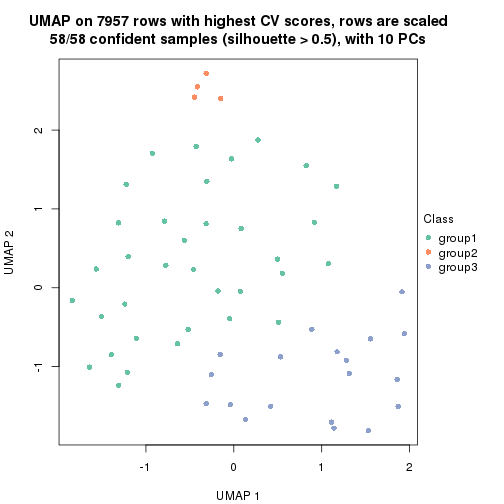 UMAP on 7957 rows with highest CV scores, rows are scaled
58/58 confident samples (silhouette > 0.5), with 10 PCs
UMAP 2
2
1
0
-1
-1
0
1
2
UMAP 1
Class
group1
group2
group3